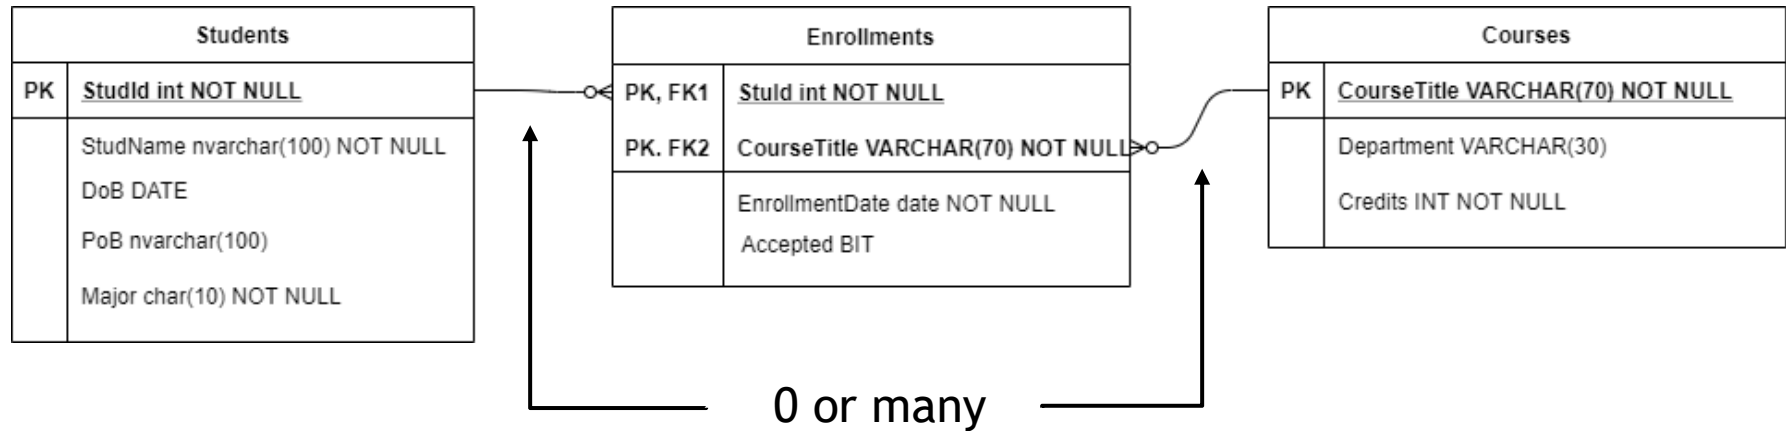 Students
PK StudId int NOT NULL
StudName nvarchar(100) NOT NULL
DoB DATE
PoB nvarchar(100)
Major char(10) NOT NULL
Enrollments
PK, FK1 StuId int NOT NULL
PK. FK2 CourseTitle VARCHAR(70) NOT NULL
EnrollmentDate date NOT NULL
Accepted BIT
Courses
PK CourseTitle VARCHAR(70) NOT NULL
Department VARCHAR(30)
Credits INT NOT NULL
0 or many